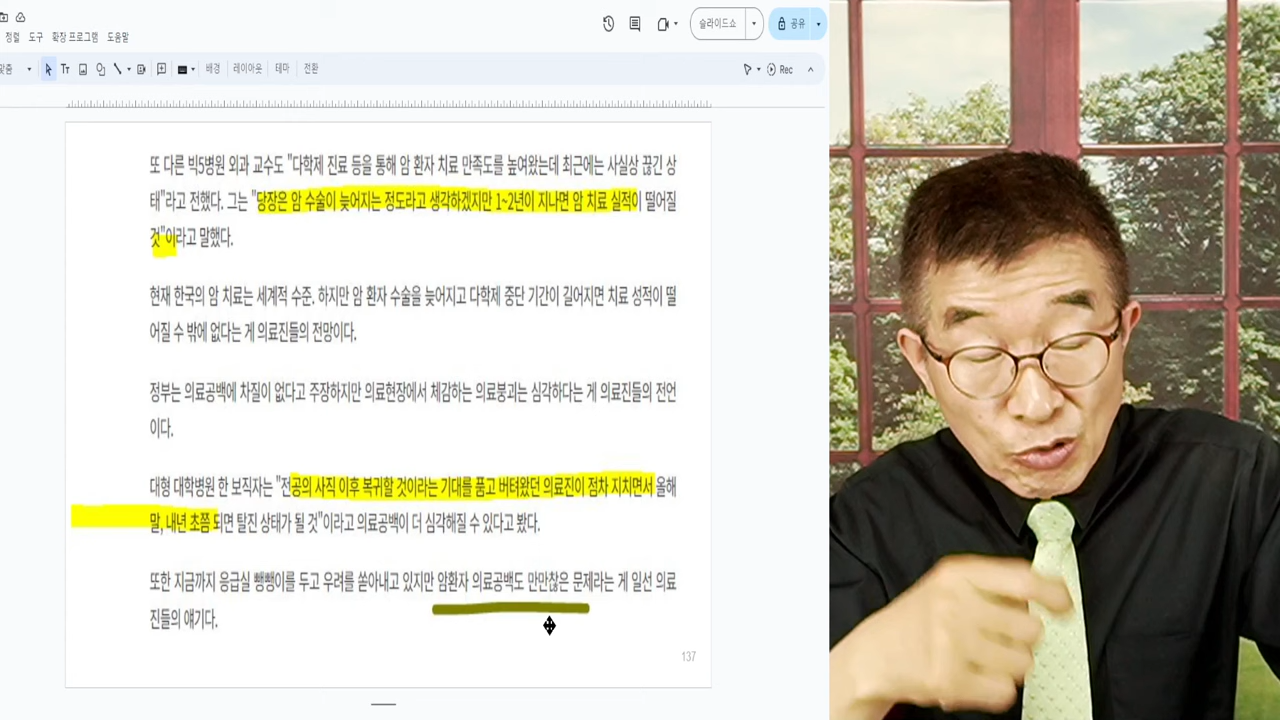 정렬 도구 확장 프로그램 도움말
슬라이드쇼
공유
맞춤
배경 레이아웃 테마 전환
Rec
또 다른 빅5병원 외과 교수도 "다학제 진료 등을 통해 암 환자 치료 만족도를 높여왔는데 최근에는 사실상 끊긴 상
태"라고 전했다. 그는 "당장은 암 수술이 늦어지는 정도라고 생각하겠지만 1~2년이 지나면 암 치료 실적이 떨어질
것"이라고 말했다.
현재 한국의 암 치료는 세계적 수준. 하지만 암 환자 수술을 늦어지고 다학제 중단 기간이 길어지면 치료 성적이 떨
어질 수 밖에 없다는 게 의료진들의 전망이다.
정부는 의료공백에 차질이 없다고 주장하지만 의료현장에서 체감하는 의료붕괴는 심각하다는 게 의료진들의 전언
이다.
대형 대학병원 한 보직자는 "전공의 사직 이후 복귀할 것이라는 기대를 품고 버텨왔던 의료진이 점차 지치면서 올해
말, 내년 초쯤 되면 탈진 상태가 될 것"이라고 의료공백이 더 심각해질 수 있다고 봤다.
또한 지금까지 응급실 뺑뺑이를 두고 우려를 쏟아내고 있지만 암환자 의료공백도 만만찮은 문제라는 게 일선 의료
진들의 얘기다.
137